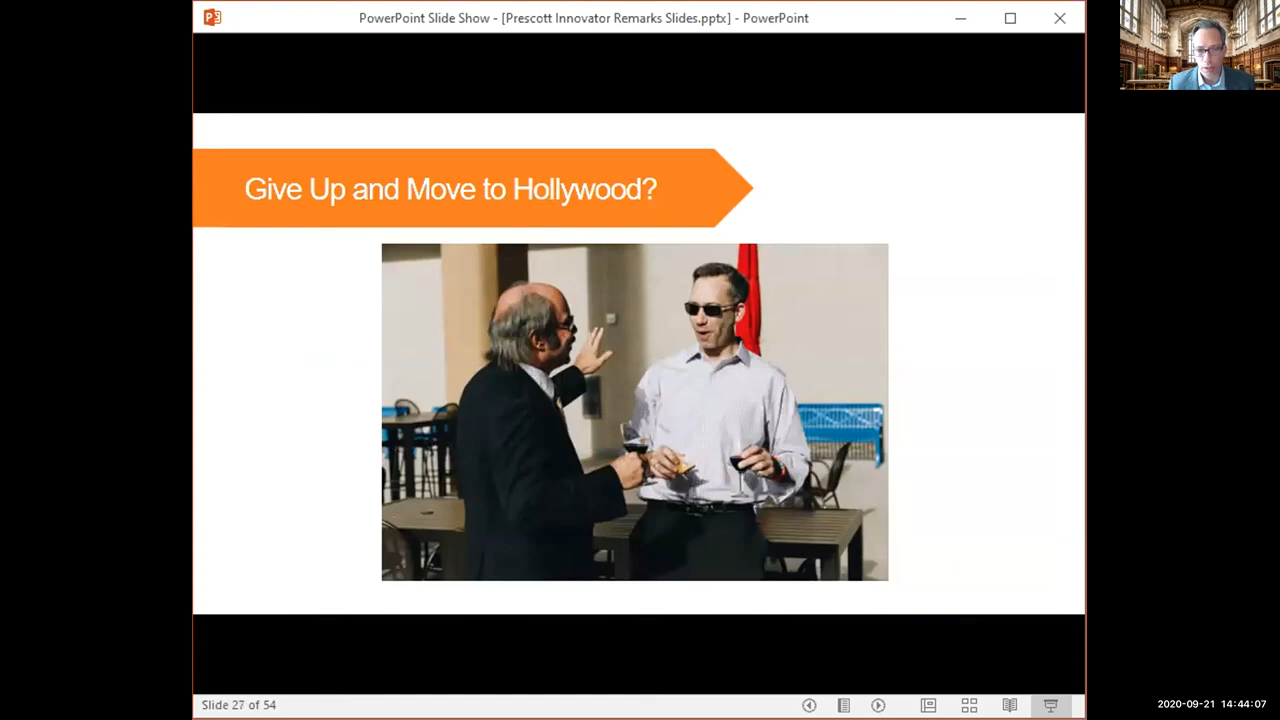 PowerPoint Slide Show - [Prescott Innovator Remarks Slides.pptx] - PowerPoint
Give Up and Move to Hollywood?
Slide 27 of 54
2020-09-21 14:44:07